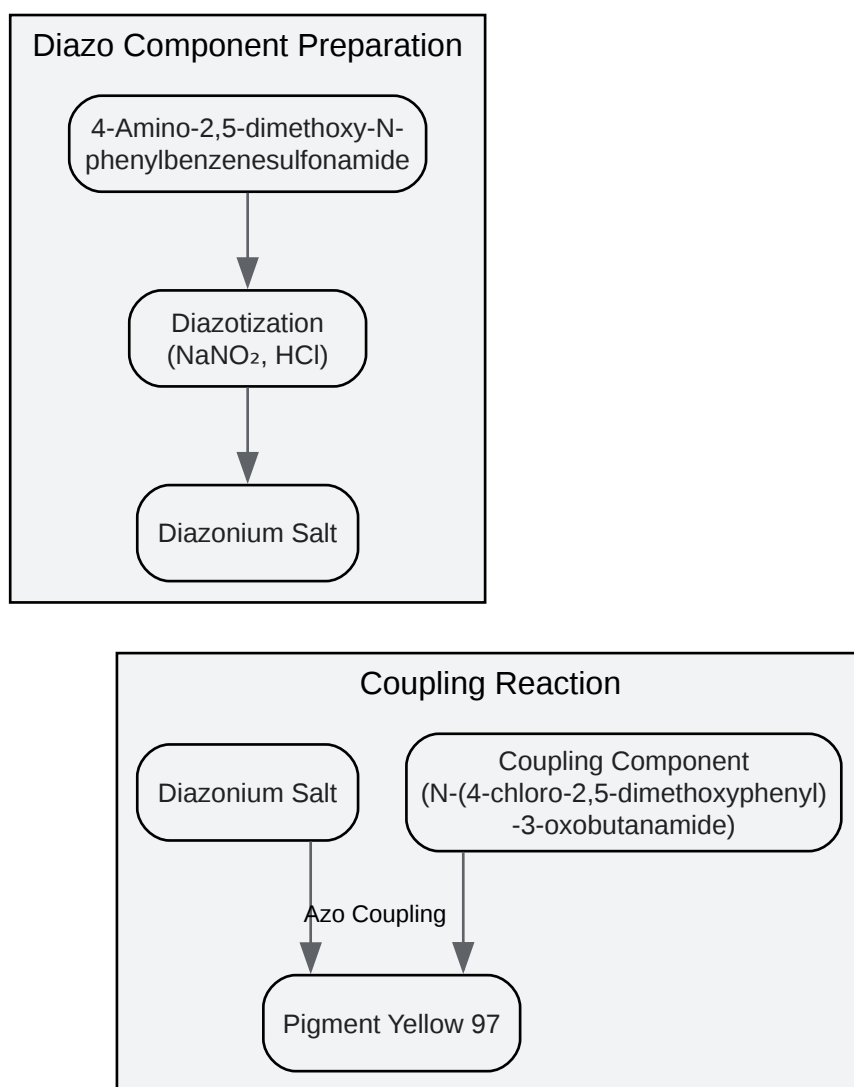 Diazo Component Preparation
4-Amino-2,5-dimethoxy-N-
phenylbenzenesulfonamide
Diazotization
(NaNO₂, HCl)
Diazonium Salt
Coupling Reaction
Diazonium Salt
Coupling Component
(N-(4-chloro-2,5-dimethoxyphenyl)
-3-oxobutanamide)
Azo Coupling
Pigment Yellow 97